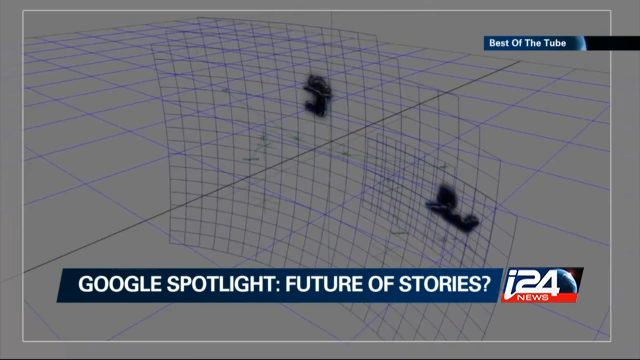 Best Of The Tube
GOOGLE SPOTLIGHT: FUTURE OF STORIES?
i24
NEWS